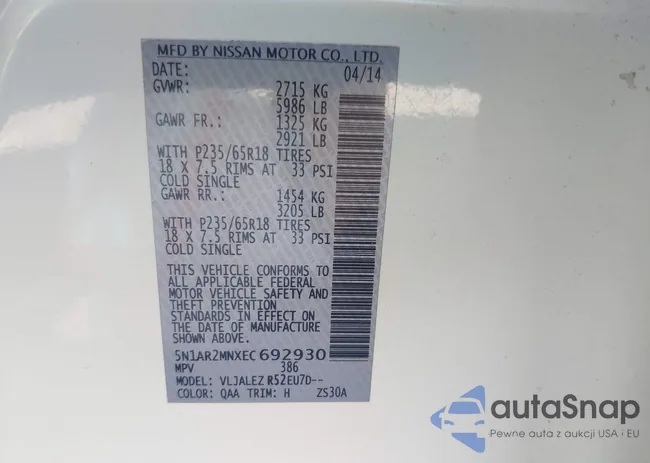 MFD BY NISSAN MOTOR CO., LTD.
DATE: 04/14
GVWR: 2715 KG
5986 LB
GAWR FR.: 1325 KG
2921 LB
WITH P235/65R18 TIRES
18 X 7.5 RIMS AT 33 PSI
COLD SINGLE
GAWR RR.: 1454 KG
3205 LB
WITH P235/65R18 TIRES
18 X 7.5 RIMS AT 33 PSI
COLD SINGLE
THIS VEHICLE CONFORMS TO
ALL APPLICABLE FEDERAL
MOTOR VEHICLE SAFETY AND
THEFT PREVENTION
STANDARDS IN EFFECT ON
THE DATE OF MANUFACTURE
SHOWN ABOVE.
5N1AR2MNXEC692930
MPV 386
MODEL: VLJALEZ R52EU7D--
COLOR: QAA TRIM: H ZS30A
autaSnap
Pewne auta z aukcji USA i EU